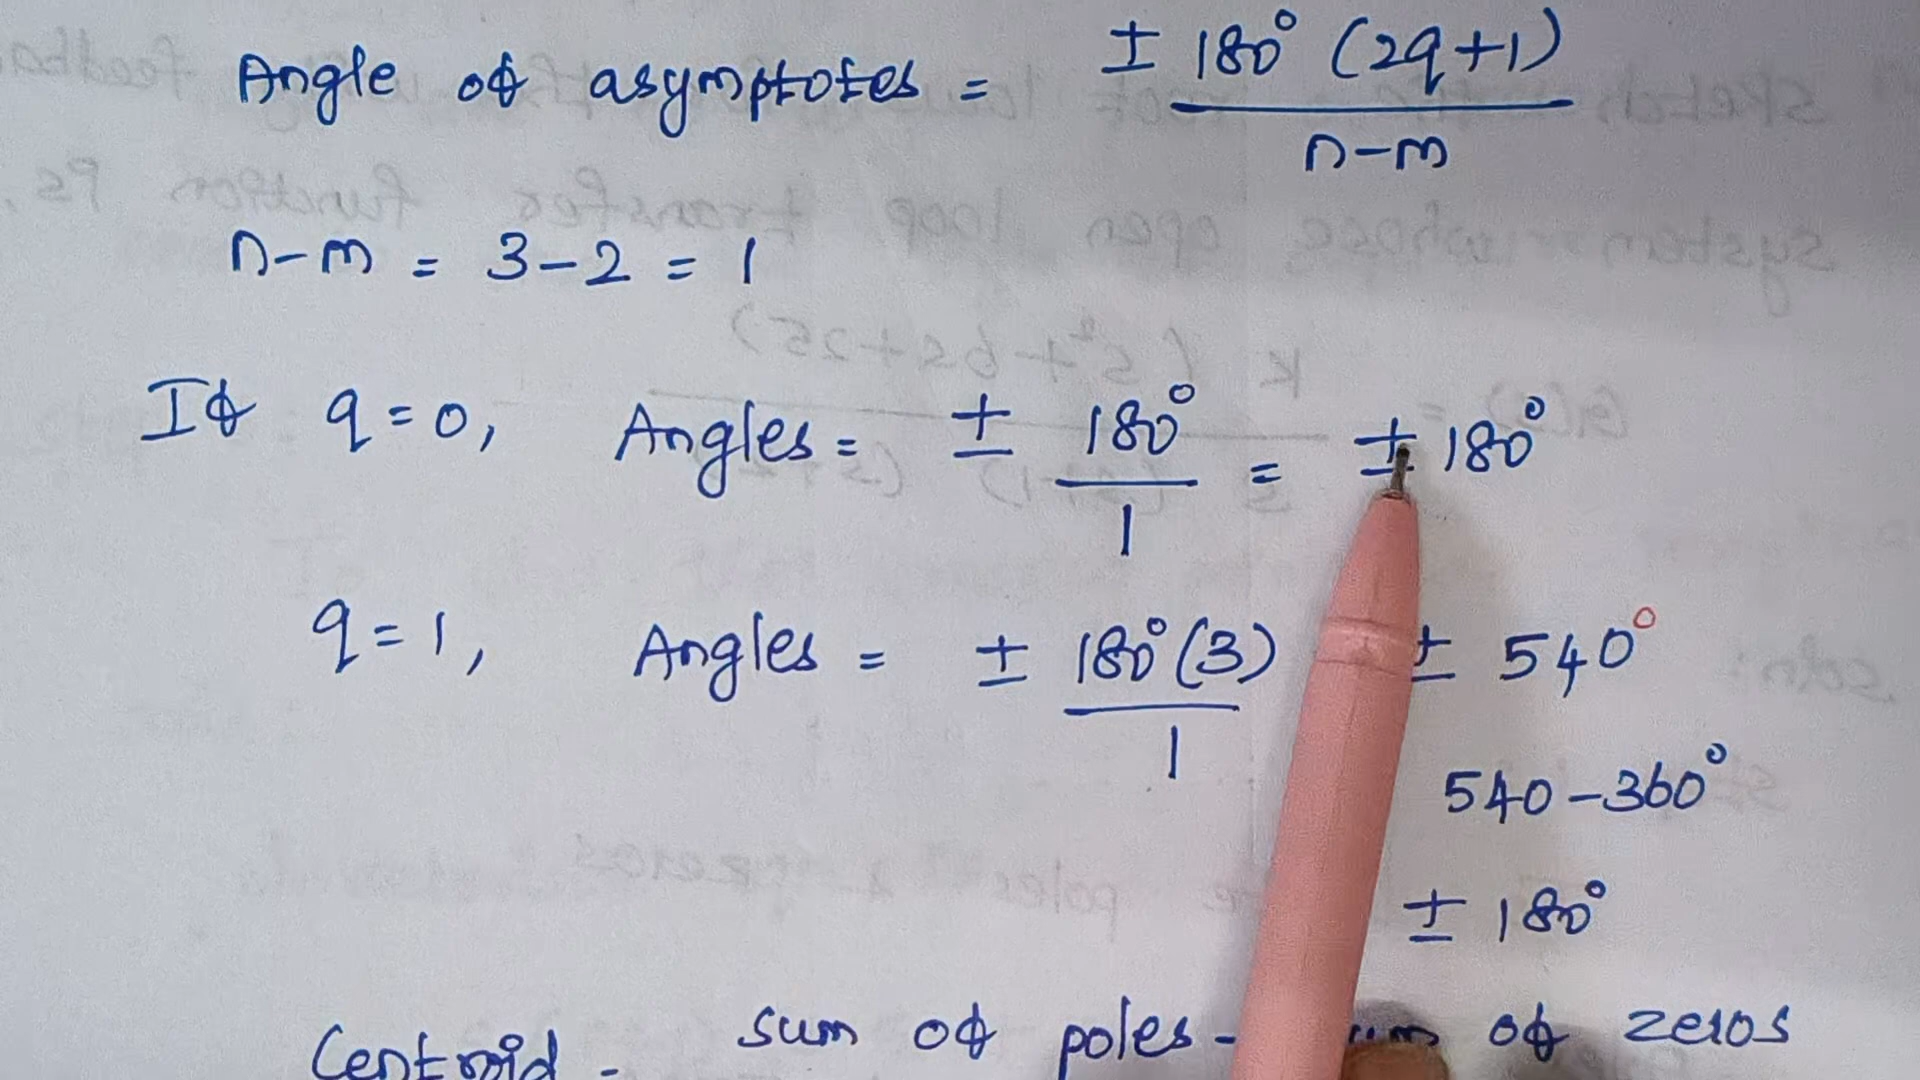 Angle of asymptotes = ± 180° (2q+1) / n-m
n-m = 3-2 = 1
If q=0, Angles = ± 180° / 1 = ± 180°
q=1, Angles = ± 180°(3) / 1 ± 540°
540-360°
± 180°
Centroid - sum of poles - of zeros